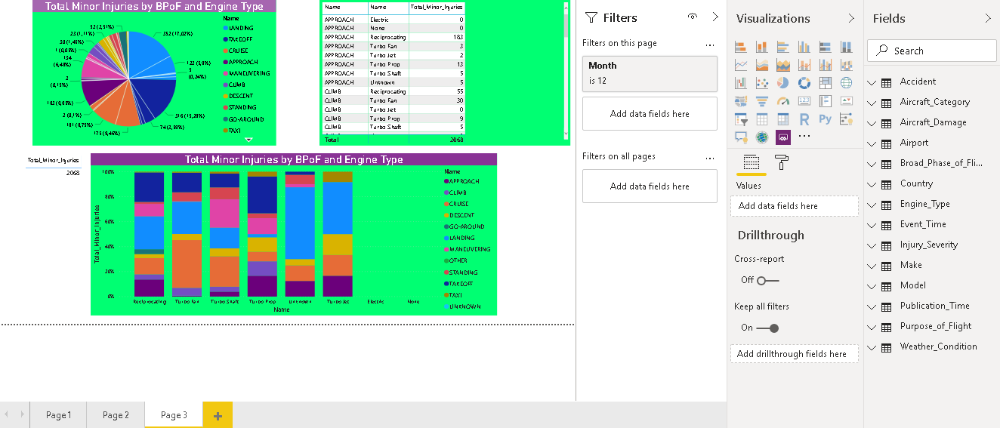 Total Minor Injuries by BPoF and Engine Type
Name
LANDING
TAKEOFF
CRUISE
APPROACH
MANEUVERING
CLIMB
DESCENT
STANDING
GO-AROUND
TAXI
52 (2,51%)
23 (1,11%)
30 (1,45%)
1 (0,05%)
134
(6,48%)
3
(0,15%)
183 (8,85%)
2 (0,1%)
181 (8,75%)
175 (8,46%)
352 (17,02%)
122 (5,9%)
5
(0,24%)
316 (15,28%)
74 (3,58%)
Name Name Total_Minor_Injuries
APPROACH Electric 0
APPROACH None 0
APPROACH Reciprocating 183
APPROACH Turbo Fan 3
APPROACH Turbo Jet 2
APPROACH Turbo Prop 13
APPROACH Turbo Shaft 5
APPROACH Unknown 5
CLIMB Reciprocating 55
CLIMB Turbo Fan 30
CLIMB Turbo Jet 0
CLIMB Turbo Prop 9
CLIMB Turbo Shaft 5
Total 2068
Total_Minor_Injuries
2068
Total Minor Injuries by BPoF and Engine Type
Total_Minor_Injuries
100%
80%
60%
40%
20%
0%
Reciprocating Turbo Fan Turbo Shaft Turbo Prop Unknown Turbo Jet Electric None
Name
Name
APPROACH
CLIMB
CRUISE
DESCENT
GO-AROUND
LANDING
MANEUVERING
OTHER
STANDING
TAKEOFF
TAXI
UNKNOWN
Page 1 Page 2 Page 3 +
Filters
Filters on this page ...
Month
is 12
Add data fields here
Filters on all pages ...
Add data fields here
Visualizations
R Py
123
...
Values
Add data fields here
Drillthrough
Cross-report
Off
Keep all filters
On
Add drillthrough fields here
Fields
Search
Accident
Aircraft_Category
Aircraft_Damage
Airport
Broad_Phase_of_Fli...
Country
Engine_Type
Event_Time
Injury_Severity
Make
Model
Publication_Time
Purpose_of_Flight
Weather_Condition